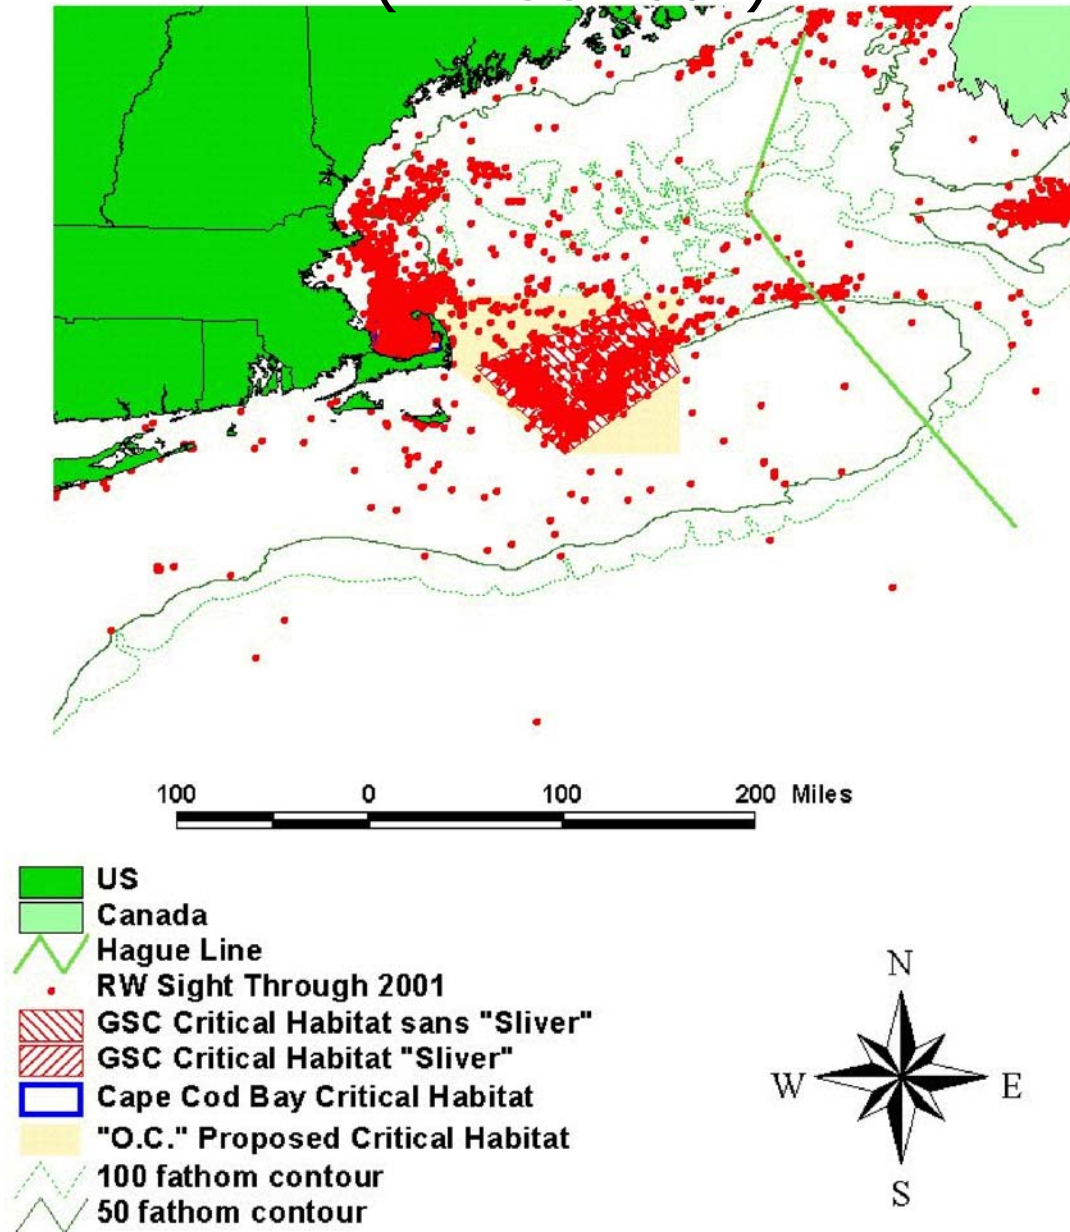 100 0 100 200 Miles
US
Canada
Hague Line
RW Sight Through 2001
GSC Critical Habitat sans "Sliver"
GSC Critical Habitat "Sliver"
Cape Cod Bay Critical Habitat
"O.C." Proposed Critical Habitat
100 fathom contour
50 fathom contour
N
W E
S